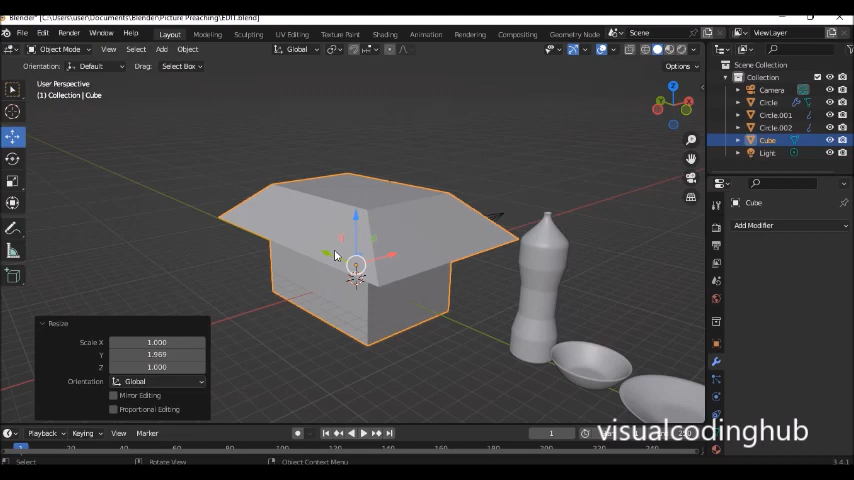 Blender* [C:\Users\user\Documents\Blender\Picture Preaching\EDIT.blend]
File Edit Render Window Help Layout Modeling Sculpting UV Editing Texture Paint Shading Animation Rendering Compositing Geometry Node Scene ViewLayer
Object Mode View Select Add Object Global
Orientation: Default Drag: Select Box Options
User Perspective
(1) Collection | Cube
Scene Collection
Collection
Camera
Circle
Circle.001
Circle.002
Cube
Light
Cube
Add Modifier
Z
Y
X
Resize
Scale X 1.000
Y 1.969
Z 1.000
Orientation Global
Mirror Editing
Proportional Editing
Playback Keying View Marker 1
visualcodinghub
1
Select Rotate View Object Context Menu 3.4.1